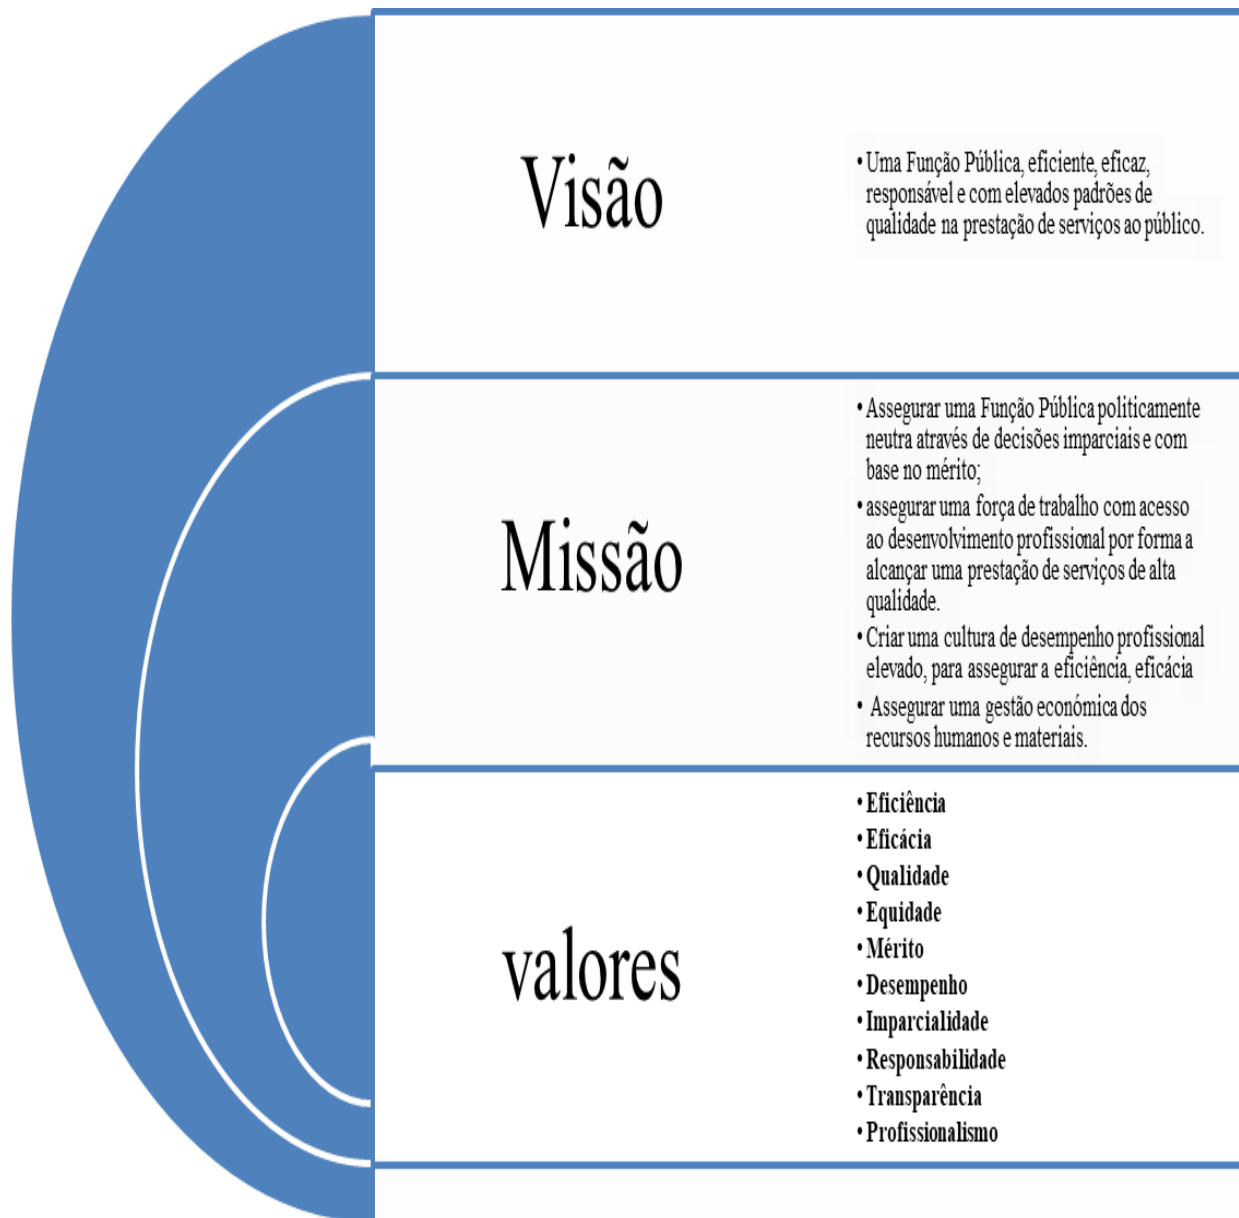 Visão
• Uma Função Pública, eficiente, eficaz,
responsável e com elevados padrões de
qualidade na prestação de serviços ao público.
Missão
• Assegurar uma Função Pública politicamente
neutra através de decisões imparciais e com
base no mérito;
• assegurar uma força de trabalho com acesso
ao desenvolvimento profissional por forma a
alcançar uma prestação de serviços de alta
qualidade.
• Criar uma cultura de desempenho profissional
elevado, para assegurar a eficiência, eficácia
• Assegurar uma gestão económica dos
recursos humanos e materiais.
valores
• Eficiência
• Eficácia
• Qualidade
• Equidade
• Mérito
• Desempenho
• Imparcialidade
• Responsabilidade
• Transparência
• Profissionalismo